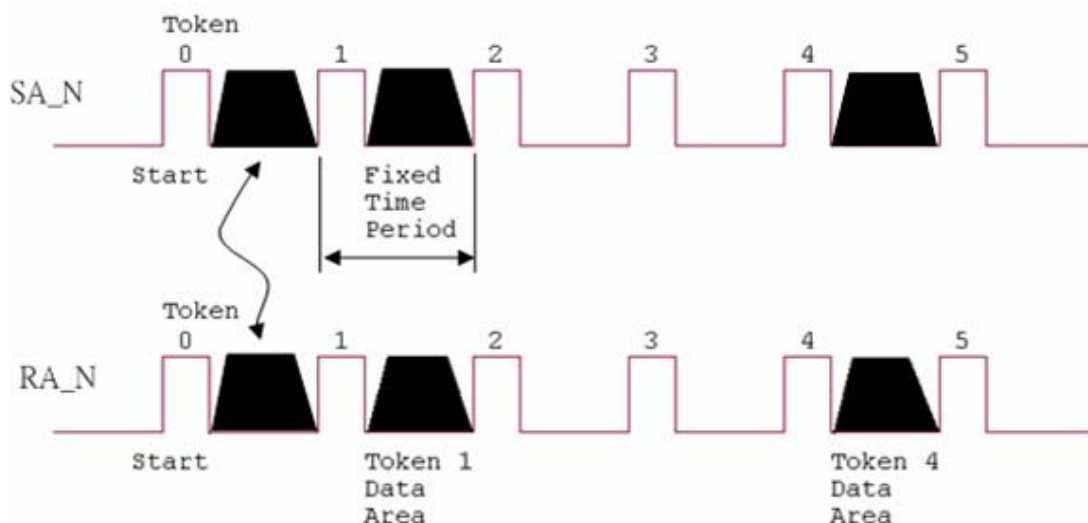 Token
0 1 2 3 4 5
SA_N
Start
Fixed
Time
Period
Token
0 1 2 3 4 5
RA_N
Start
Token 1
Data
Area
Token 4
Data
Area